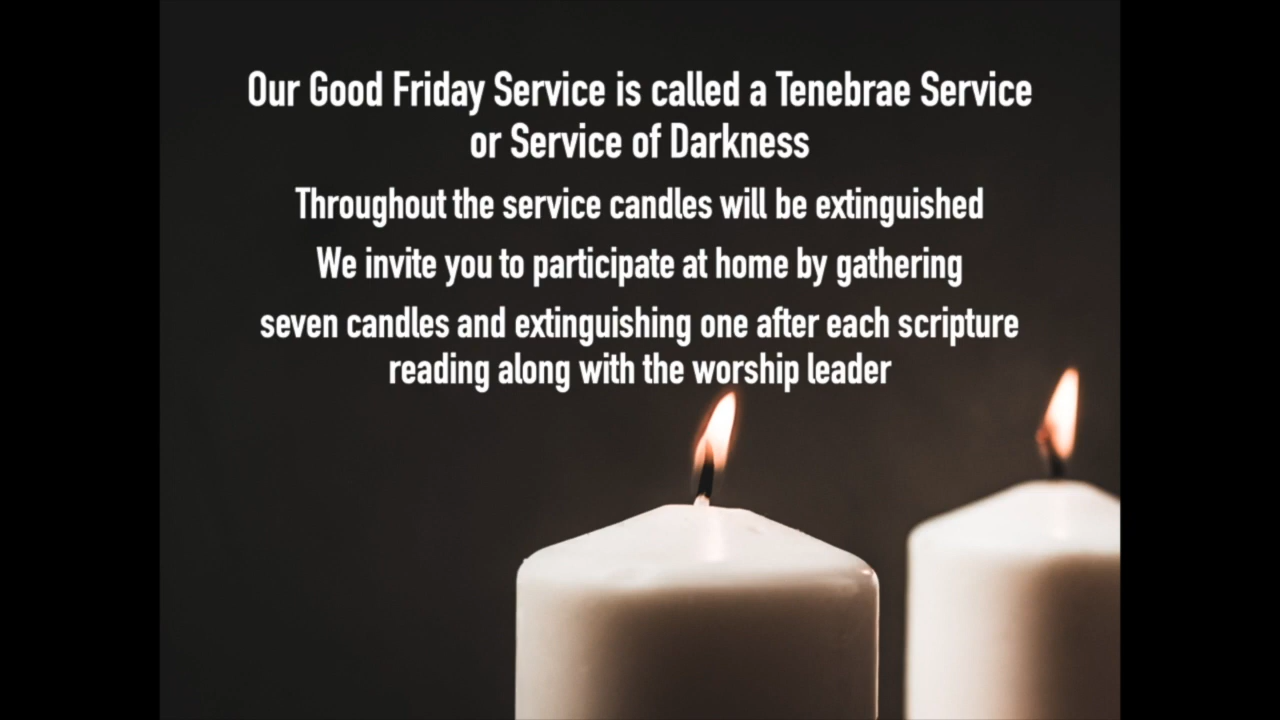 Our Good Friday Service is called a Tenebrae Service
or Service of Darkness
Throughout the service candles will be extinguished
We invite you to participate at home by gathering
seven candles and extinguishing one after each scripture
reading along with the worship leader